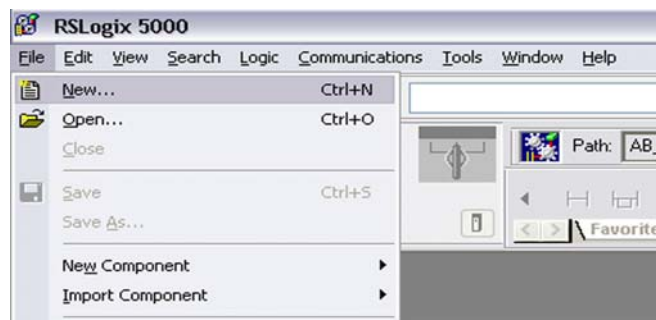 RSLogix 5000
File Edit View Search Logic Communications Tools Window Help
New... Ctrl+N
Open... Ctrl+O
Close
Path: AB_
Save Ctrl+S
Save As...
Favorite
New Component
Import Component